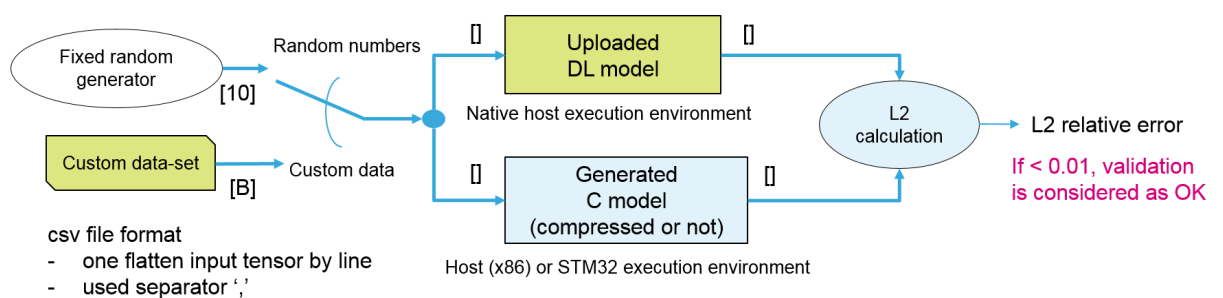 Fixed random
generator
[10]
Random numbers
Custom data-set
[B]
Custom data
csv file format
- one flatten input tensor by line
- used separator ‘,’
[]
Uploaded
DL model
[]
Native host execution environment
[]
Generated
C model
(compressed or not)
[]
Host (x86) or STM32 execution environment
L2
calculation
L2 relative error
If < 0.01, validation
is considered as OK